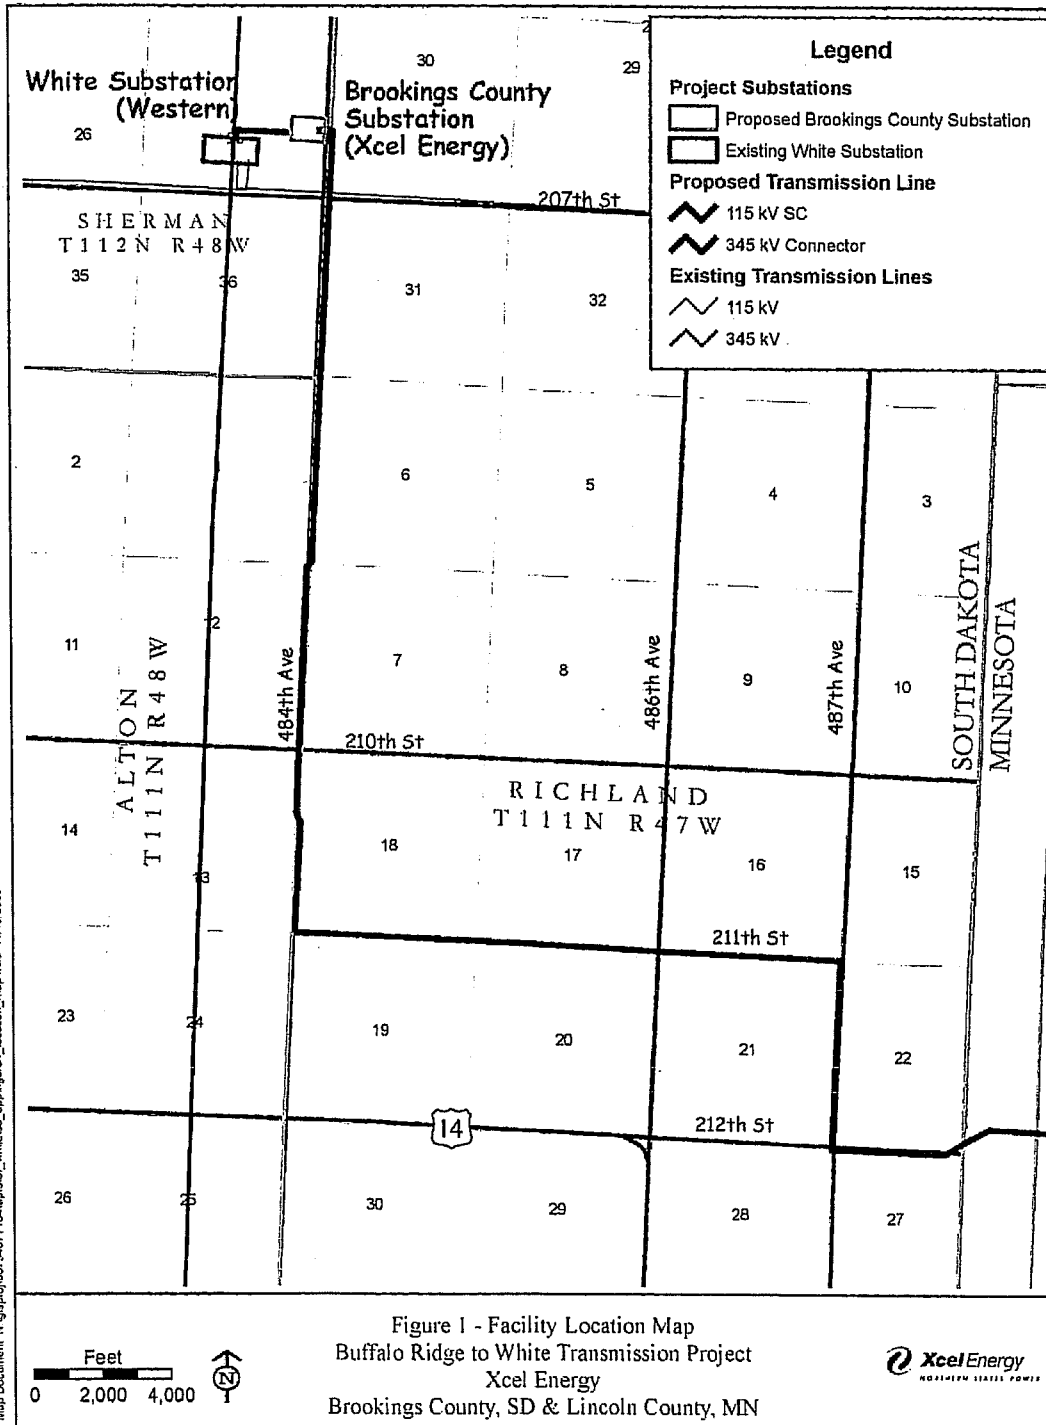 White Substation
(Western)
Brookings County
Substation
(Xcel Energy)
Legend
Project Substations
Proposed Brookings County Substation
Existing White Substation
Proposed Transmission Line
115 kV SC
345 kV Connector
Existing Transmission Lines
115 kV
345 kV
30
29
26
207th St
SHERMAN
T112N R48W
35
36
31
32
2
6
5
4
3
SOUTH DAKOTA
MINNESOTA
11
12
7
8
9
10
484th Ave
486th Ave
487th Ave
210th St
ALTON
T111N R48W
RICHLAND
T111N R47W
14
13
18
17
16
15
211th St
23
24
19
20
21
22
14
212th St
26
25
30
29
28
27
Feet
0 2,000 4,000
N
Figure 1 - Facility Location Map
Buffalo Ridge to White Transmission Project
Xcel Energy
Brookings County, SD & Lincoln County, MN
Xcel Energy
NORTHERN STATES POWER